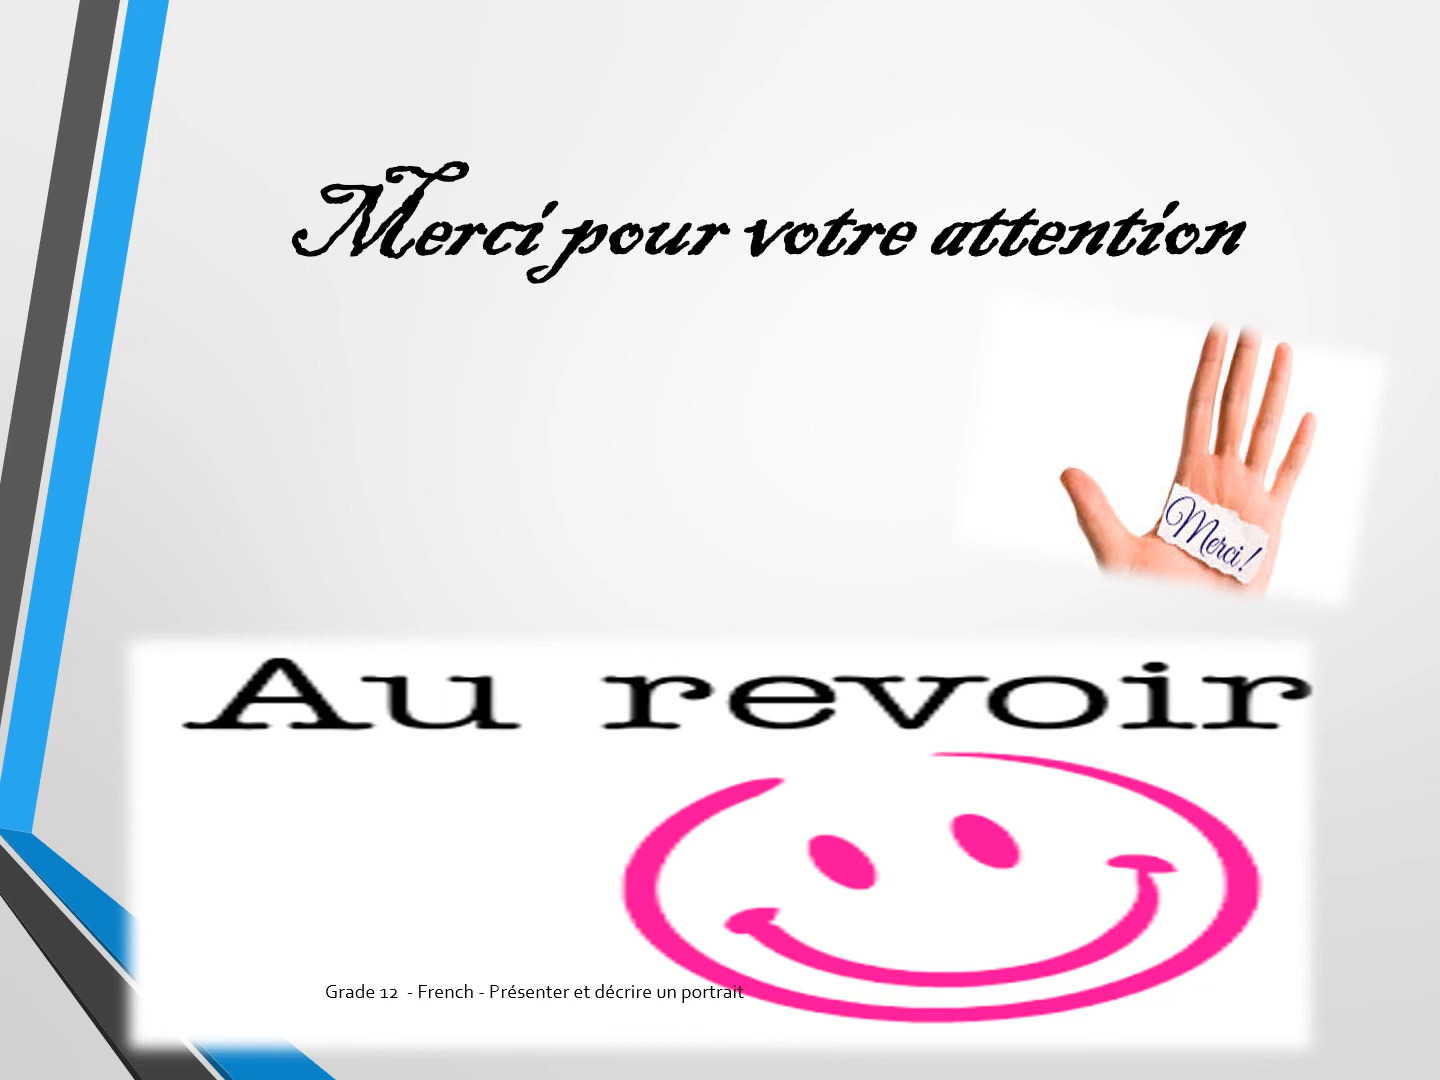 Merci pour votre attention
Merci!
Au revoir
Grade 12  - French - Présenter et décrire un portrait